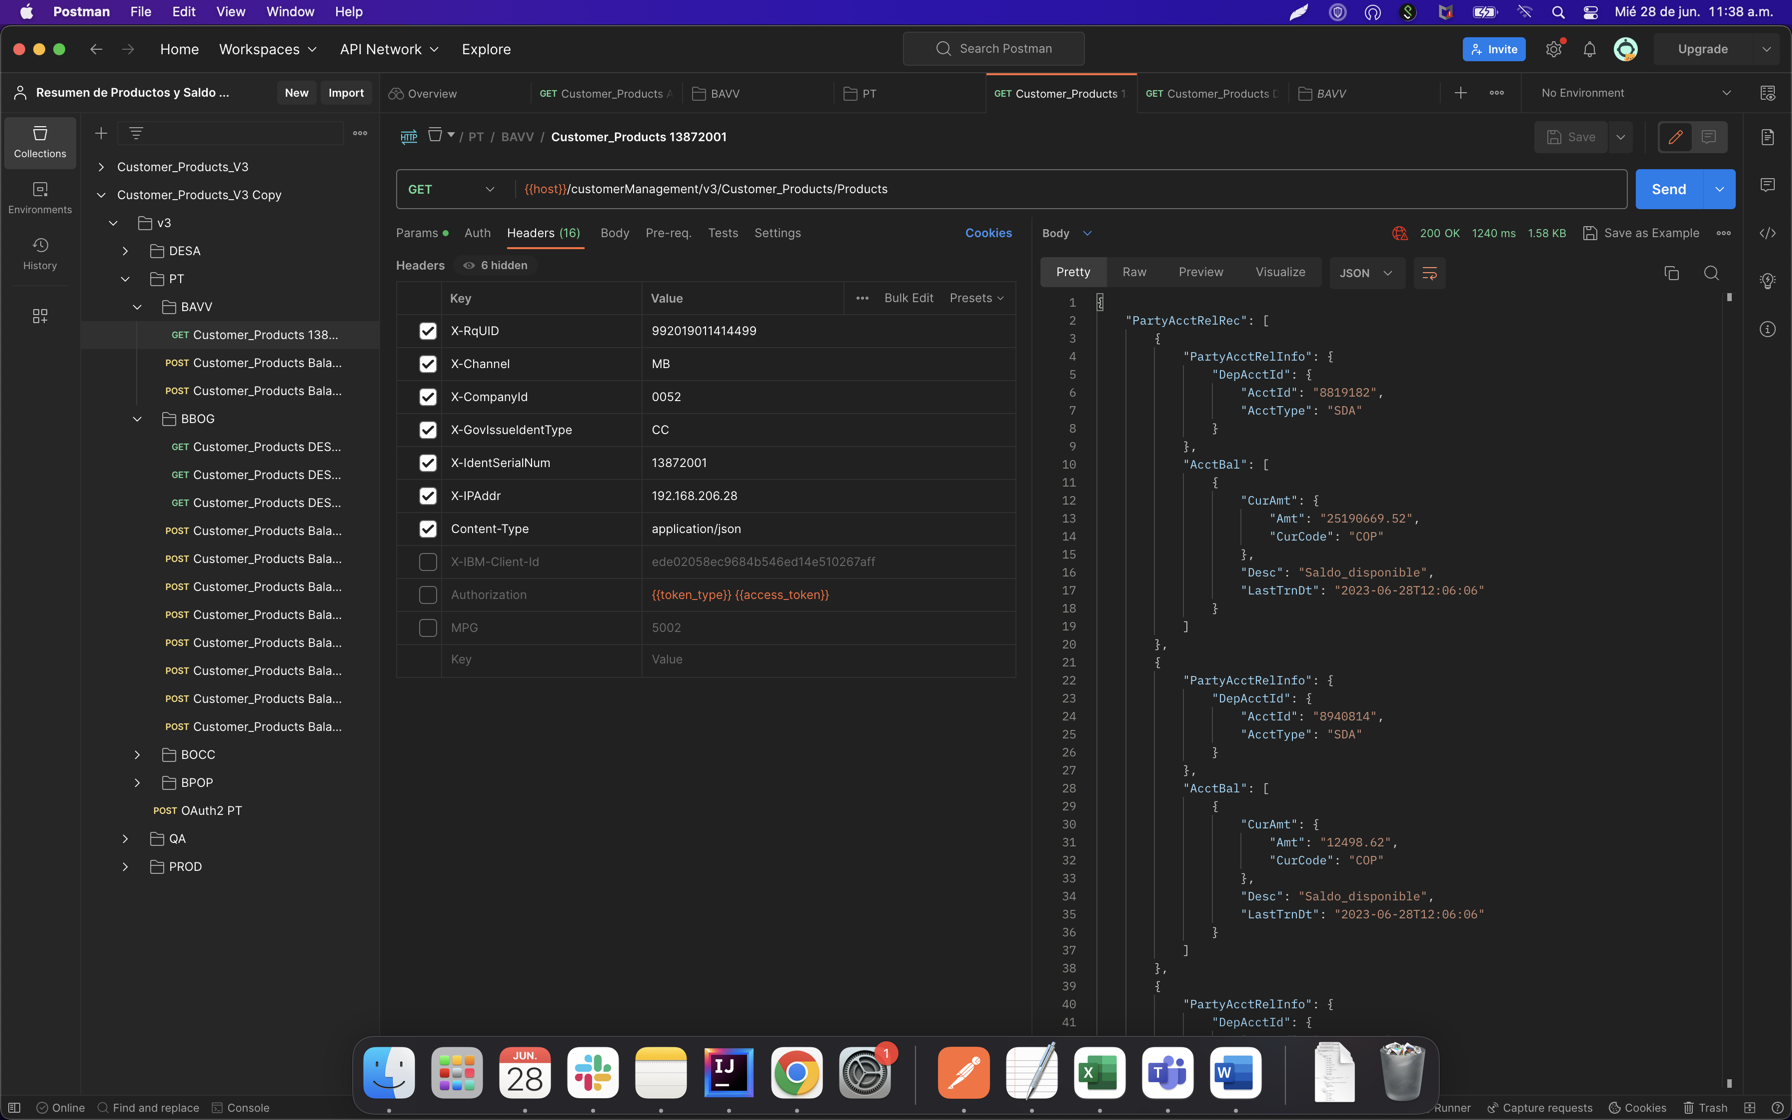 Postman File Edit View Window Help
Mié 28 de jun. 11:38 a.m.
Home Workspaces API Network Explore
Search Postman
Invite
Upgrade
Resumen de Productos y Saldo ...
New Import
Overview
GET Customer_Products A
BAVV
PT
GET Customer_Products 1
GET Customer_Products D
BAVV
No Environment
Collections
Environments
History
Customer_Products_V3
Customer_Products_V3 Copy
v3
DESA
PT
BAVV
GET Customer_Products 138...
POST Customer_Products Bala...
POST Customer_Products Bala...
BBOG
GET Customer_Products DES...
GET Customer_Products DES...
GET Customer_Products DES...
POST Customer_Products Bala...
POST Customer_Products Bala...
POST Customer_Products Bala...
POST Customer_Products Bala...
POST Customer_Products Bala...
POST Customer_Products Bala...
POST Customer_Products Bala...
POST Customer_Products Bala...
BOCC
BPOP
POST OAuth2 PT
QA
PROD
HTTP / PT / BAVV / Customer_Products 13872001
Save
GET {{host}}/customerManagement/v3/Customer_Products/Products
Send
Params Auth Headers (16) Body Pre-req. Tests Settings Cookies
Headers 6 hidden
Key Value Bulk Edit Presets
X-RqUID 992019011414499
X-Channel MB
X-CompanyId 0052
X-GovIssueIdentType CC
X-IdentSerialNum 13872001
X-IPAddr 192.168.206.28
Content-Type application/json
X-IBM-Client-Id ede02058ec9684b546ed14e510267aff
Authorization {{token_type}} {{access_token}}
MPG 5002
Key Value
Body 200 OK 1240 ms 1.58 KB Save as Example
Pretty Raw Preview Visualize JSON
1 {
2 "PartyAcctRelRec": [
3 {
4 "PartyAcctRelInfo": {
5 "DepAcctId": {
6 "AcctId": "8819182",
7 "AcctType": "SDA"
8 }
9 },
10 "AcctBal": [
11 {
12 "CurAmt": {
13 "Amt": "25190669.52",
14 "CurCode": "COP"
15 },
16 "Desc": "Saldo_disponible",
17 "LastTrnDt": "2023-06-28T12:06:06"
18 }
19 ]
20 },
21 {
22 "PartyAcctRelInfo": {
23 "DepAcctId": {
24 "AcctId": "8940814",
25 "AcctType": "SDA"
26 }
27 },
28 "AcctBal": [
29 {
30 "CurAmt": {
31 "Amt": "12498.62",
32 "CurCode": "COP"
33 },
34 "Desc": "Saldo_disponible",
35 "LastTrnDt": "2023-06-28T12:06:06"
36 }
37 ]
38 },
39 {
40 "PartyAcctRelInfo": {
41 "DepAcctId": {
JUN.
28
IJ
1
X
T
W
Online Find and replace Console
Runner Capture requests Cookies Trash